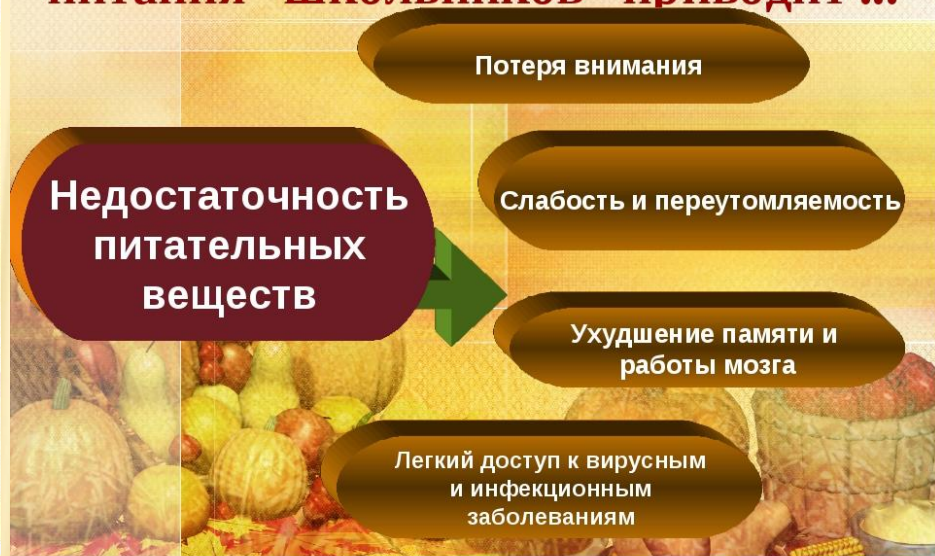 питания школьников приводит ...
Потеря внимания
Недостаточность
питательных
веществ
Слабость и переутомляемость
Ухудшение памяти и
работы мозга
Легкий доступ к вирусным
и инфекционным
заболеваниям